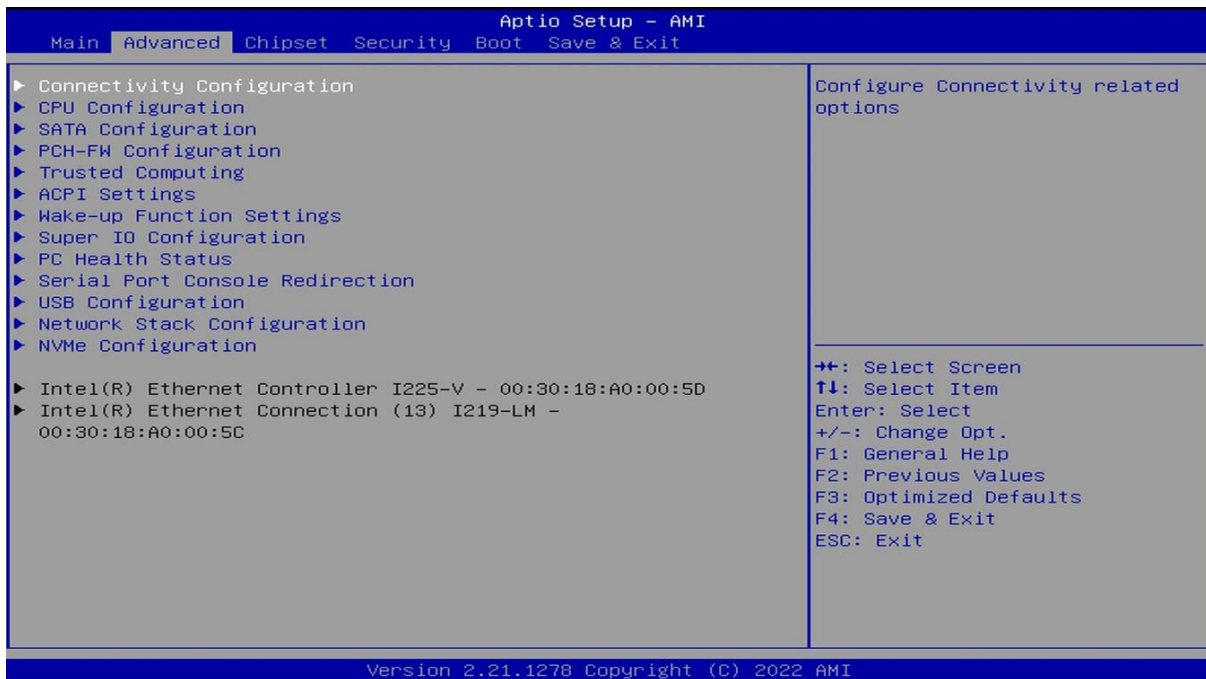 Aptio Setup – AMI
Main Advanced Chipset Security Boot Save & Exit
▶ Connectivity Configuration
▶ CPU Configuration
▶ SATA Configuration
▶ PCH-FW Configuration
▶ Trusted Computing
▶ ACPI Settings
▶ Wake-up Function Settings
▶ Super IO Configuration
▶ PC Health Status
▶ Serial Port Console Redirection
▶ USB Configuration
▶ Network Stack Configuration
▶ NVMe Configuration
▶ Intel(R) Ethernet Controller I225-V – 00:30:18:A0:00:5D
▶ Intel(R) Ethernet Connection (13) I219-LM –
00:30:18:A0:00:5C
Configure Connectivity related
options
→←: Select Screen
↑↓: Select Item
Enter: Select
+/-: Change Opt.
F1: General Help
F2: Previous Values
F3: Optimized Defaults
F4: Save & Exit
ESC: Exit
Version 2.21.1278 Copyright (C) 2022 AMI